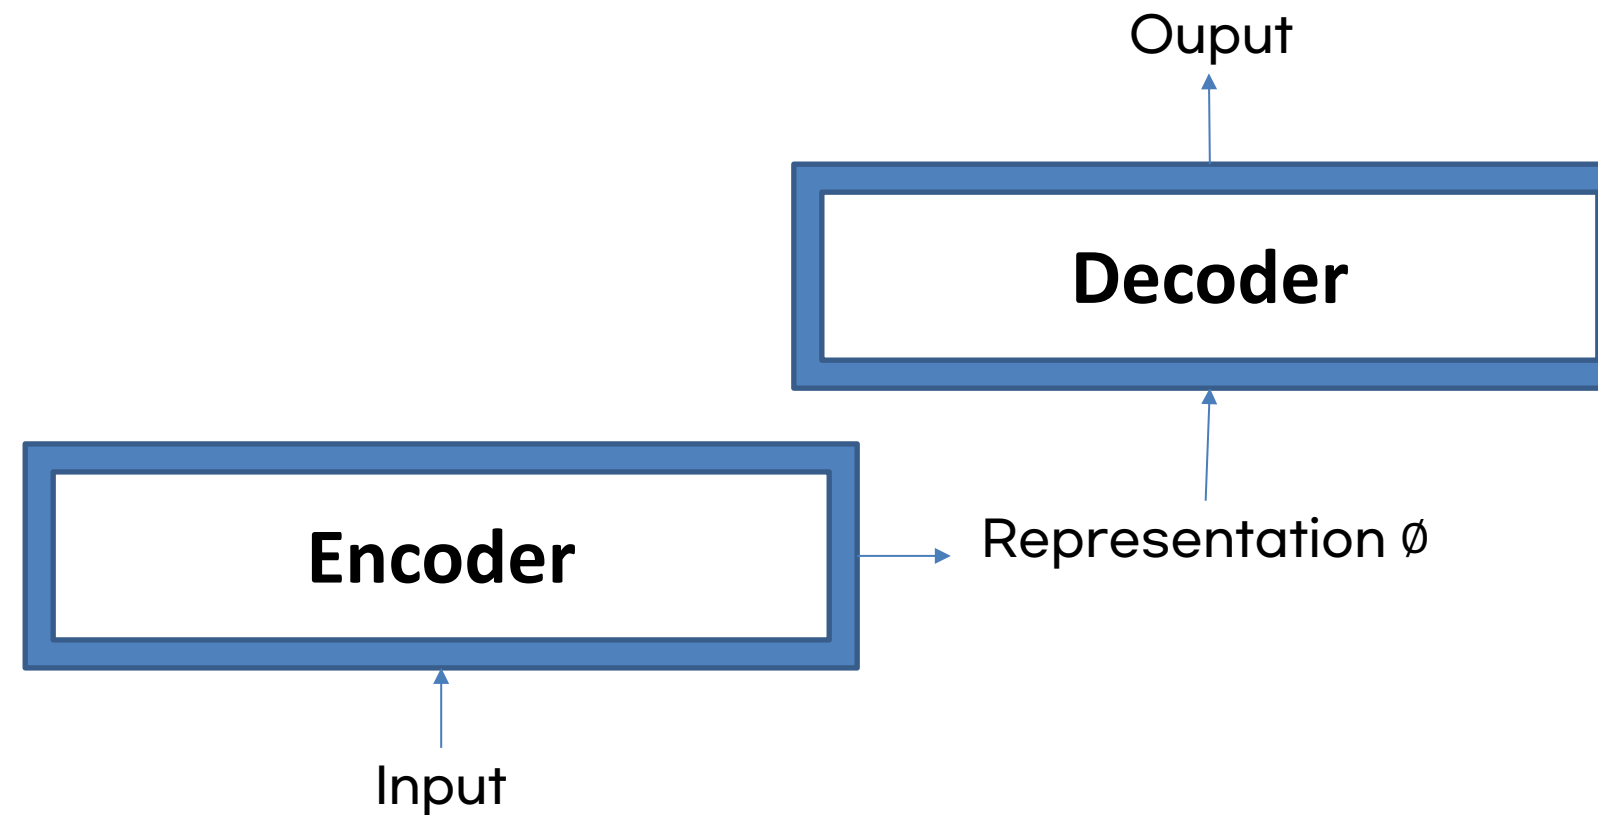 Ouput
Decoder
Encoder
Representation ∅
Input